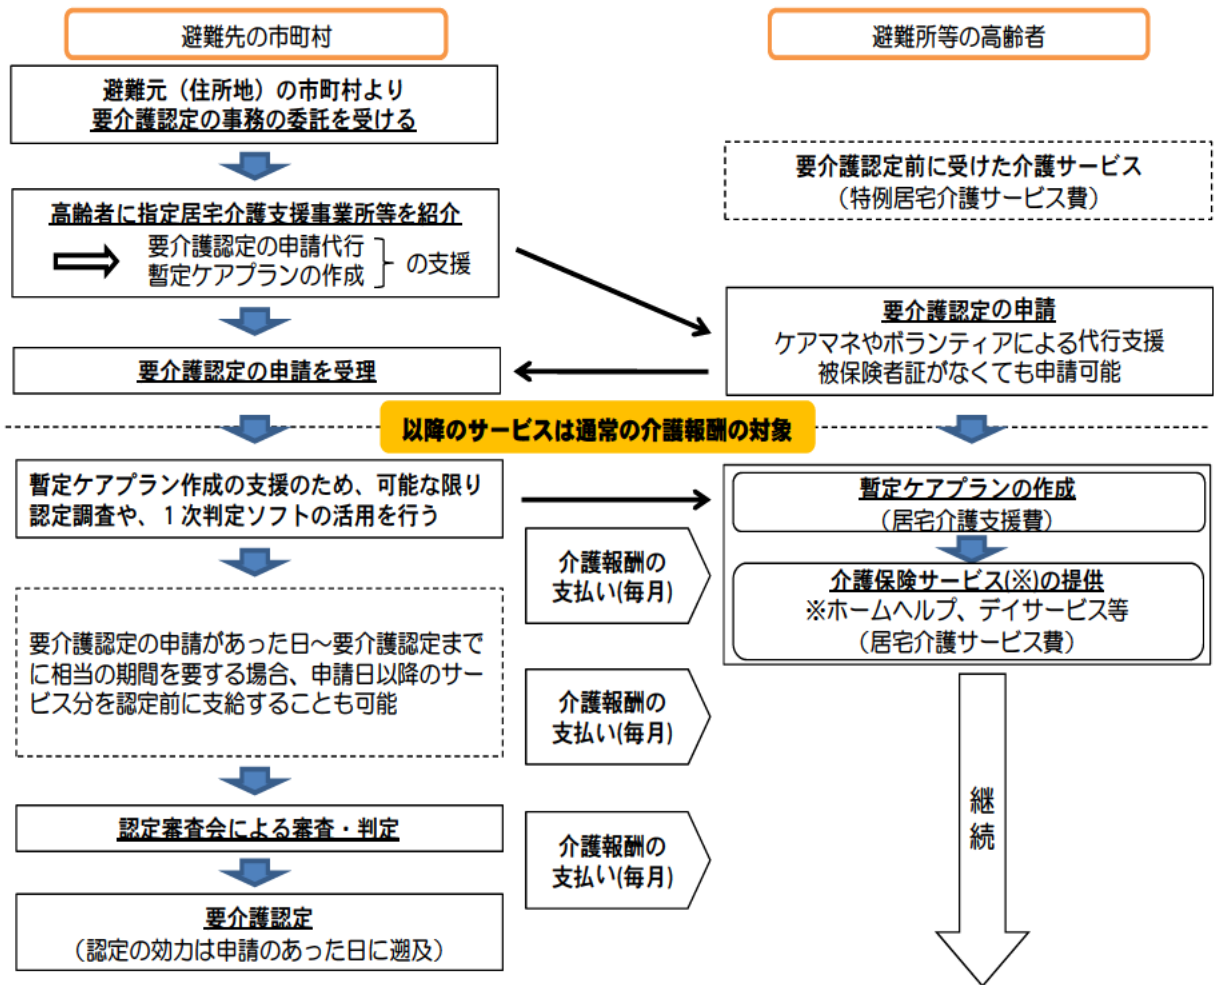 避難先の市町村
避難所等の高齢者
避難元（住所地）の市町村より
要介護認定の事務の委託を受ける
要介護認定前に受けた介護サービス
（特例居宅介護サービス費）
高齢者に指定居宅介護支援事業所等を紹介
要介護認定の申請代行
暫定ケアプランの作成
の支援
要介護認定の申請
ケアマネやボランティアによる代行支援
被保険者証がなくても申請可能
要介護認定の申請を受理
以降のサービスは通常の介護報酬の対象
暫定ケアプラン作成の支援のため、可能な限り
認定調査や、１次判定ソフトの活用を行う
暫定ケアプランの作成
（居宅介護支援費）
介護報酬の
支払い(毎月)
介護保険サービス(※)の提供
※ホームヘルプ、デイサービス等
（居宅介護サービス費）
要介護認定の申請があった日～要介護認定まで
に相当の期間を要する場合、申請日以降のサー
ビス分を認定前に支給することも可能
介護報酬の
支払い(毎月)
認定審査会による審査・判定
介護報酬の
支払い(毎月)
継続
要介護認定
（認定の効力は申請のあった日に遡及）